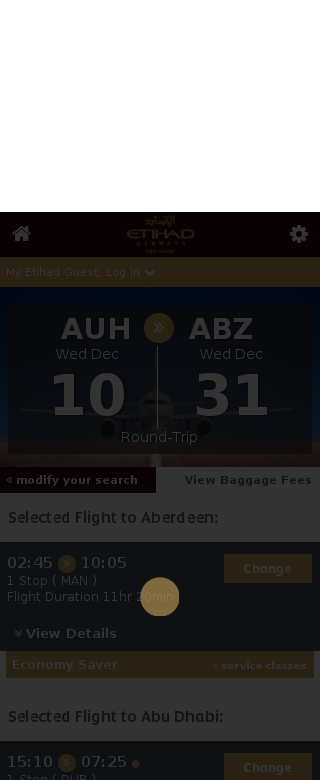 الإتحاد
ETIHAD
AIRWAYS
ABU DHABI
My Etihad Guest, Log In
AUH ABZ
Wed Dec Wed Dec
10 31
Round-Trip
« modify your search View Baggage Fees
Selected Flight to Aberdeen:
02:45 10:05
Change
1 Stop ( MAN )
Flight Duration 11hr 20min
View Details
Economy Saver service classes
Selected Flight to Abu Dhabi:
15:10 07:25
Change
1 Stop ( DUB )